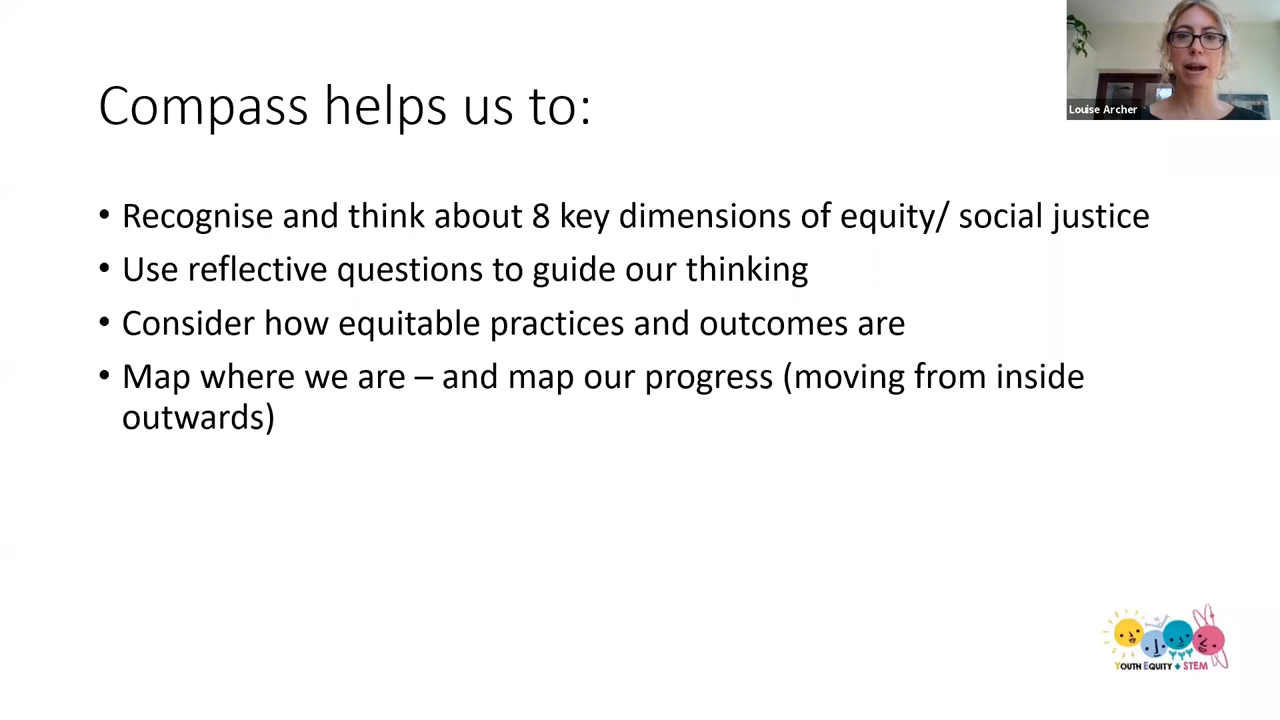 Louise Archer
Compass helps us to:
• Recognise and think about 8 key dimensions of equity/ social justice
• Use reflective questions to guide our thinking
• Consider how equitable practices and outcomes are
• Map where we are – and map our progress (moving from inside
outwards)
YOUTH EQUITY + STEM